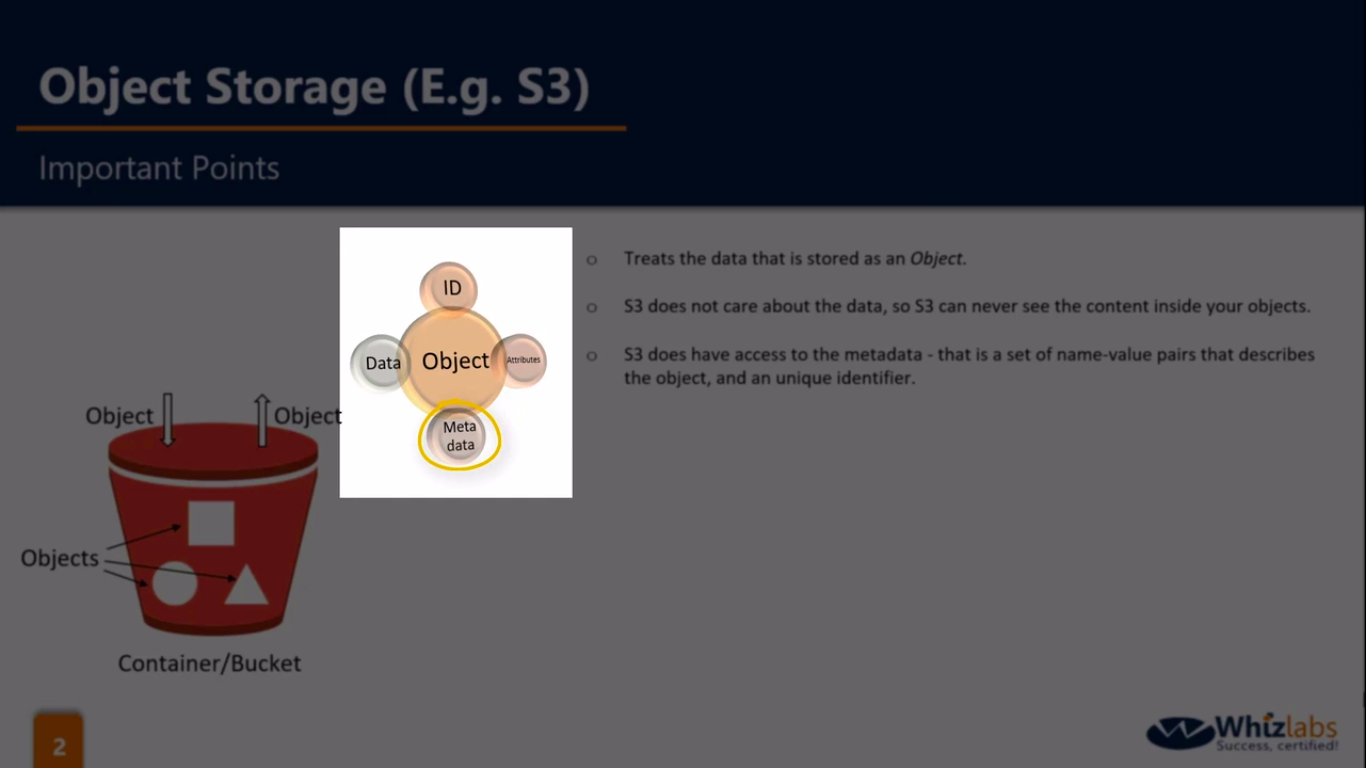 Object Storage (E.g. S3)
Important Points
ID
Data
Object
Attributes
Meta
data
Object
Object
Objects
Container/Bucket
o Treats the data that is stored as an Object.
o S3 does not care about the data, so S3 can never see the content inside your objects.
o S3 does have access to the metadata - that is a set of name-value pairs that describes
the object, and an unique identifier.
2
Whizlabs
Success, certified!